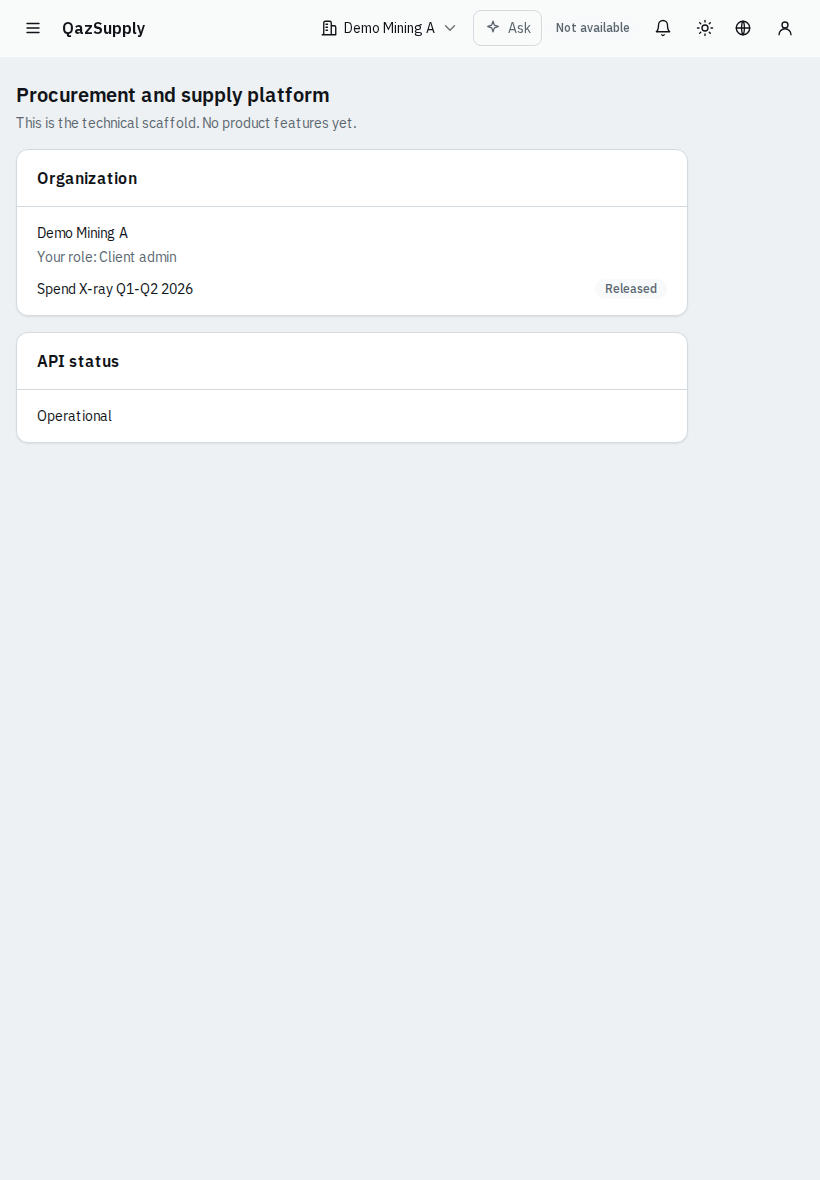 QazSupply
Demo Mining A
Ask
Not available
Procurement and supply platform
This is the technical scaffold. No product features yet.
Organization
Demo Mining A
Your role: Client admin
Spend X-ray Q1-Q2 2026
Released
API status
Operational